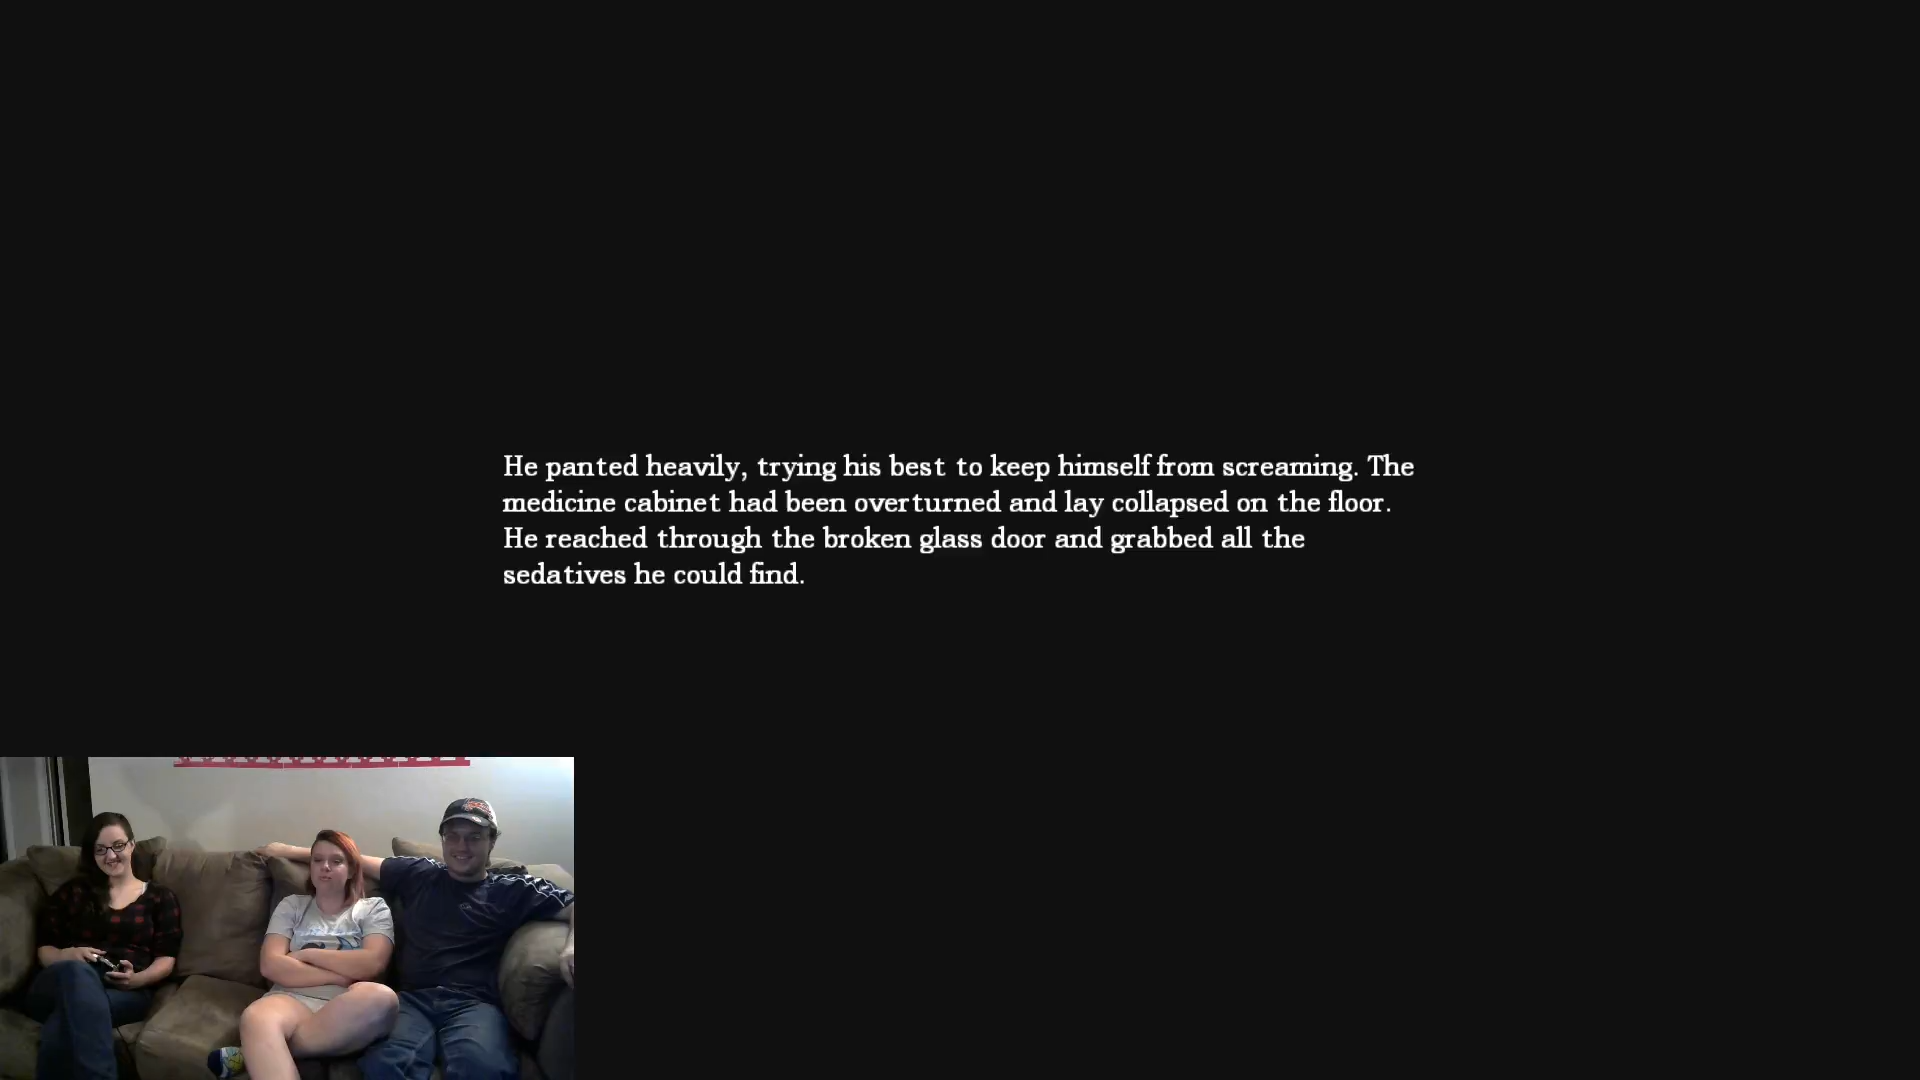 He panted heavily, trying his best to keep himself from screaming. The
medicine cabinet had been overturned and lay collapsed on the floor.
He reached through the broken glass door and grabbed all the
sedatives he could find.